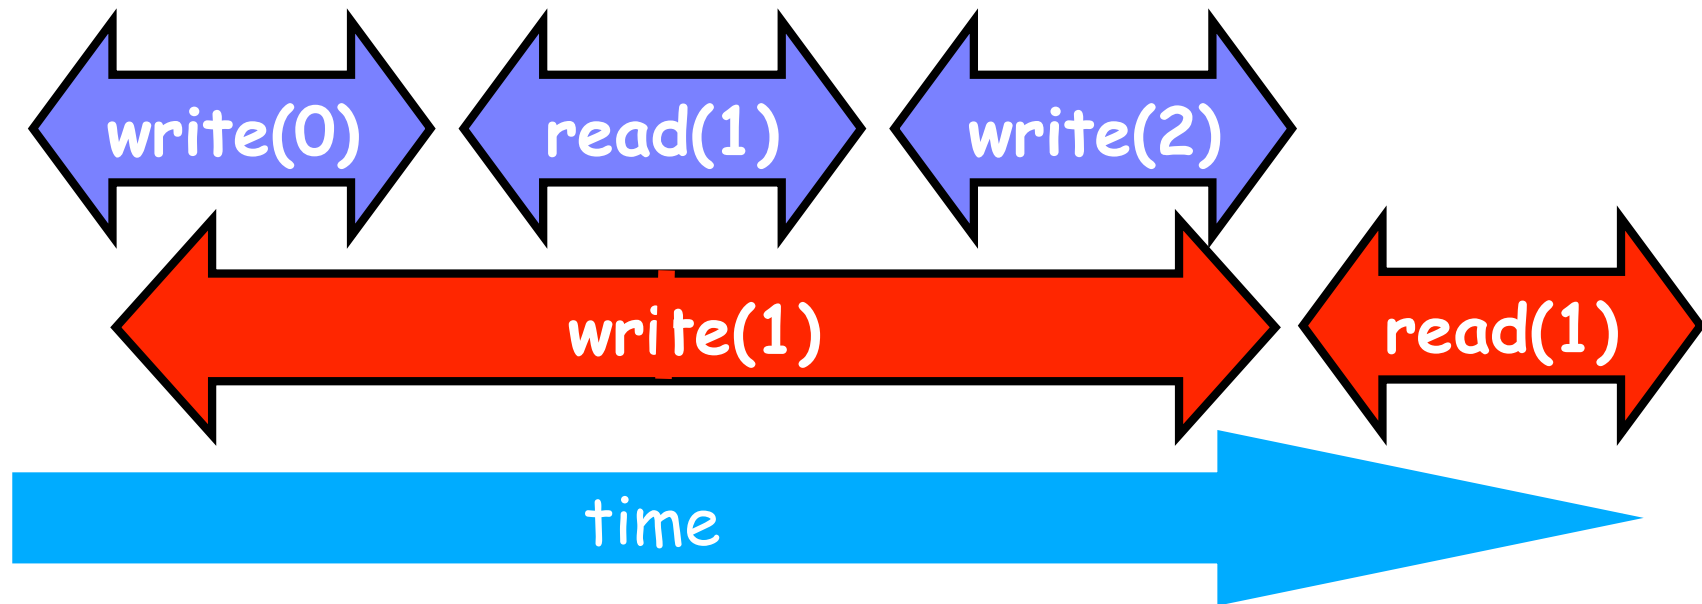 write(0) read(1) write(2)
write(1) read(1)
time